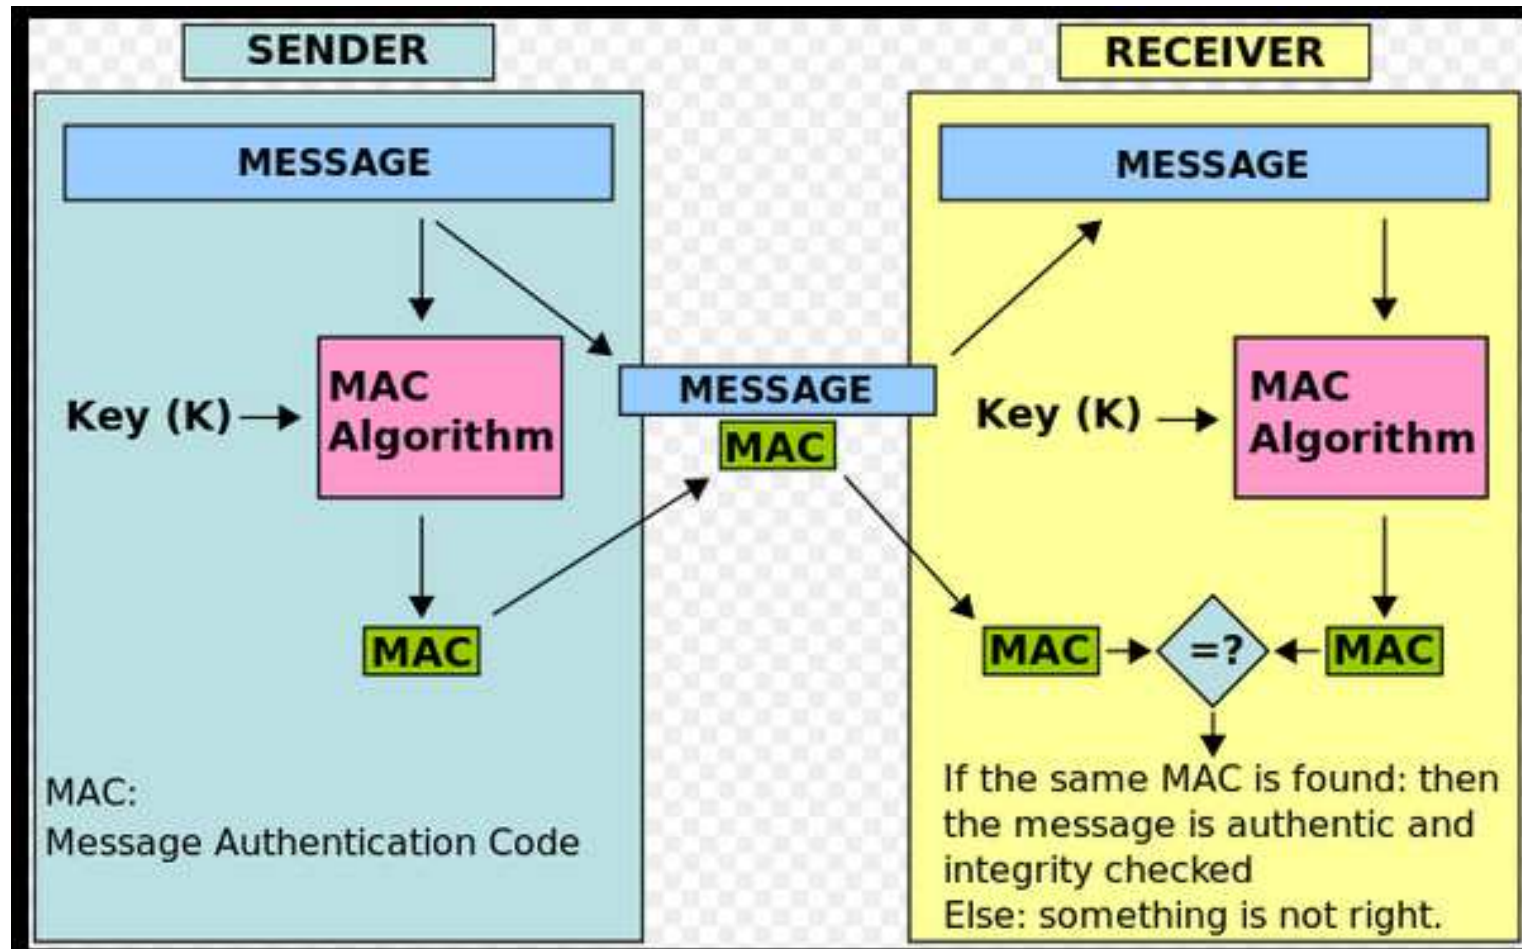 SENDER
MESSAGE
Key (K)
MAC
Algorithm
MAC
MAC:
Message Authentication Code
MESSAGE
MAC
RECEIVER
MESSAGE
Key (K)
MAC
Algorithm
MAC
=?
MAC
If the same MAC is found: then
the message is authentic and
integrity checked
Else: something is not right.